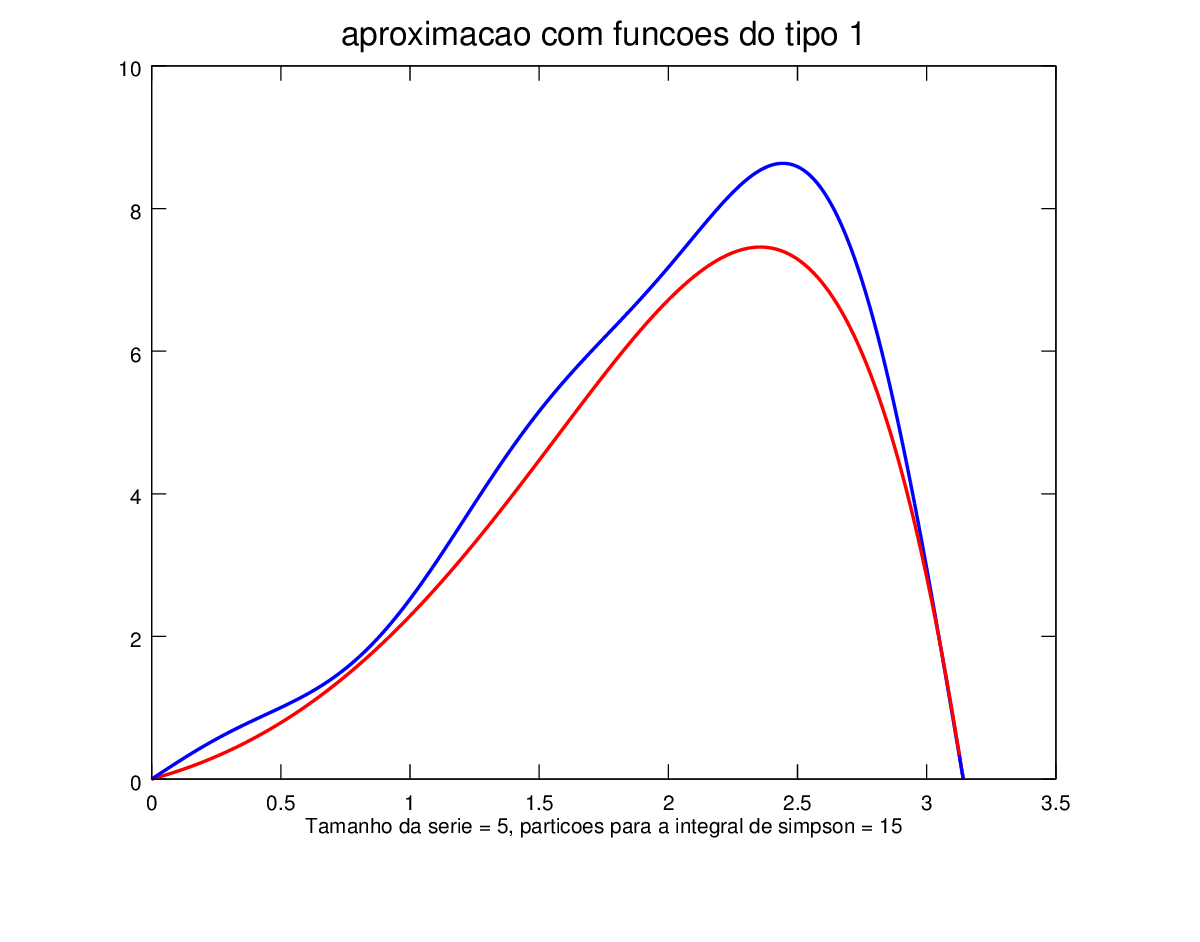 aproximacao com funcoes do tipo 1
10
8
6
4
2
0
0 0.5 1 1.5 2 2.5 3 3.5
Tamanho da serie = 5, particoes para a integral de simpson = 15